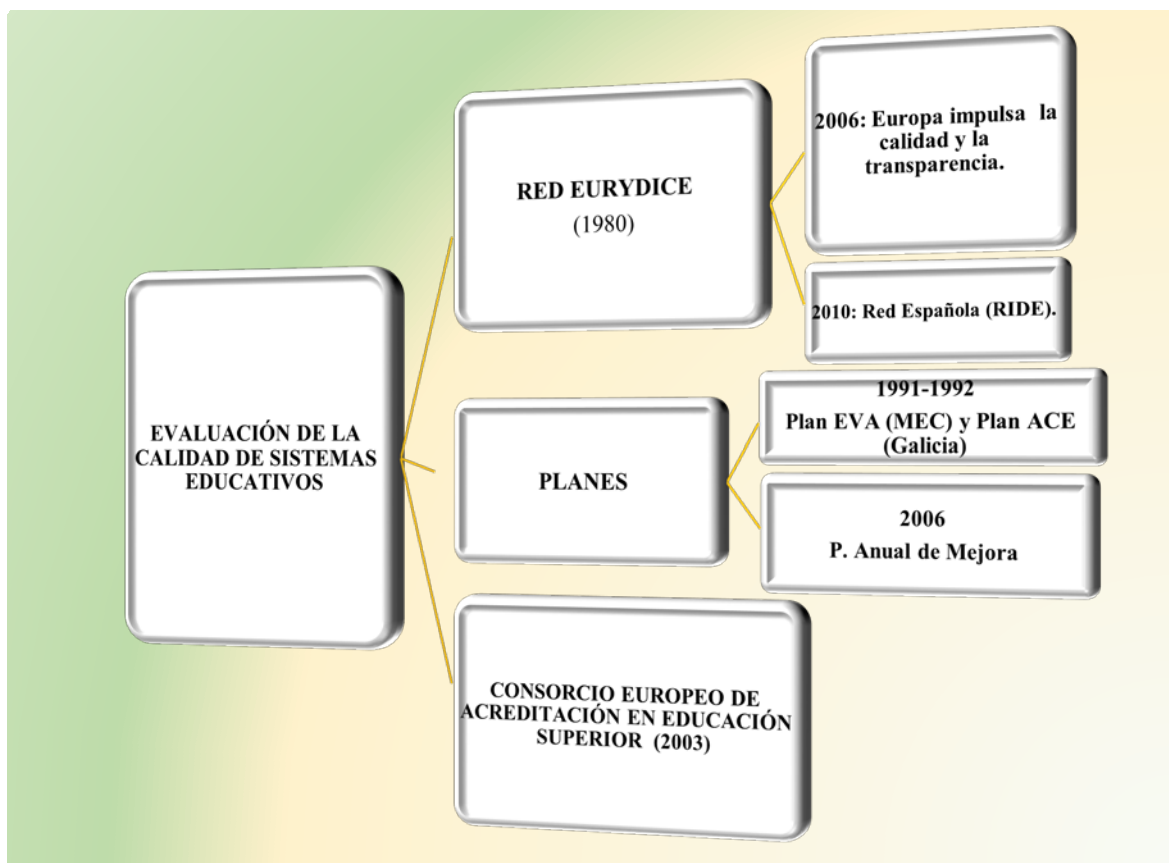 EVALUACIÓN DE LA
CALIDAD DE SISTEMAS
EDUCATIVOS
RED EURYDICE
(1980)
2006: Europa impulsa la
calidad y la
transparencia.
2010: Red Española (RIDE).
PLANES
1991-1992
Plan EVA (MEC) y Plan ACE
(Galicia)
2006
P. Anual de Mejora
CONSORCIO EUROPEO DE
ACREDITACIÓN EN EDUCACIÓN
SUPERIOR (2003)